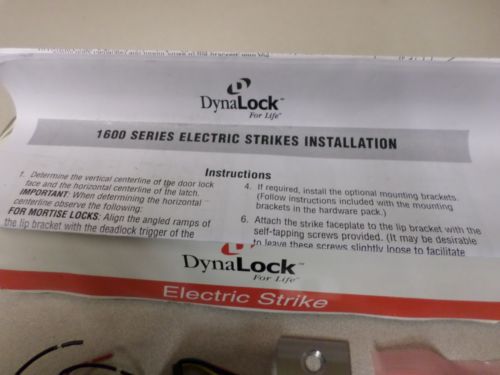 DynaLock™
For Life™
1600 SERIES ELECTRIC STRIKES INSTALLATION
Instructions
1. Determine the vertical centerline of the door lock
face and the horizontal centerline of the latch.
IMPORTANT: When determining the horizontal
centerline observe the following:
FOR MORTISE LOCKS: Align the angled ramps of
the lip bracket with the deadlock trigger of the
4. If required, install the optional mounting brackets.
(Follow instructions included with the mounting
brackets in the hardware pack.)
6. Attach the strike faceplate to the lip bracket with the
self-tapping screws provided. (It may be desirable
to leave these screws slightly loose to facilitate
DynaLock™
For Life™
Electric Strike